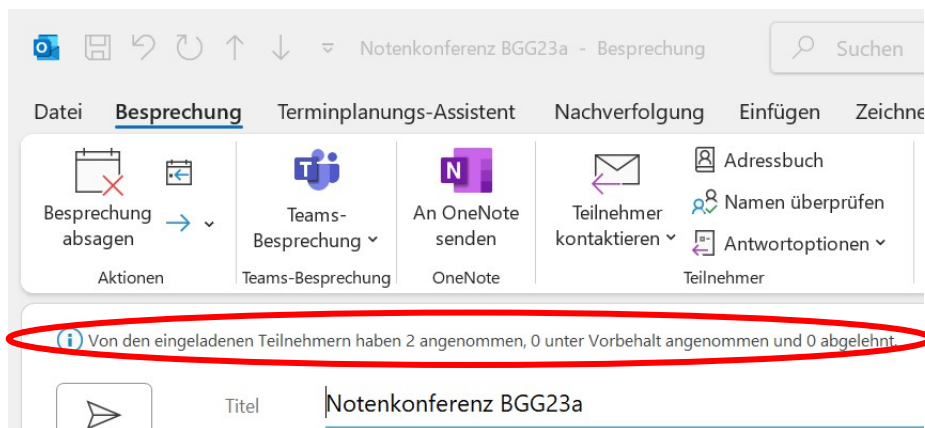 Notenkonferenz BGG23a - Besprechung
Suchen
Datei Besprechung Terminplanungs-Assistent Nachverfolgung Einfügen Zeichne
Besprechung absagen
Teams-Besprechung
An OneNote senden
Teilnehmer kontaktieren
Adressbuch
Namen überprüfen
Antwortoptionen
Aktionen
Teams-Besprechung
OneNote
Teilnehmer
Von den eingeladenen Teilnehmern haben 2 angenommen, 0 unter Vorbehalt angenommen und 0 abgelehnt.
Titel Notenkonferenz BGG23a